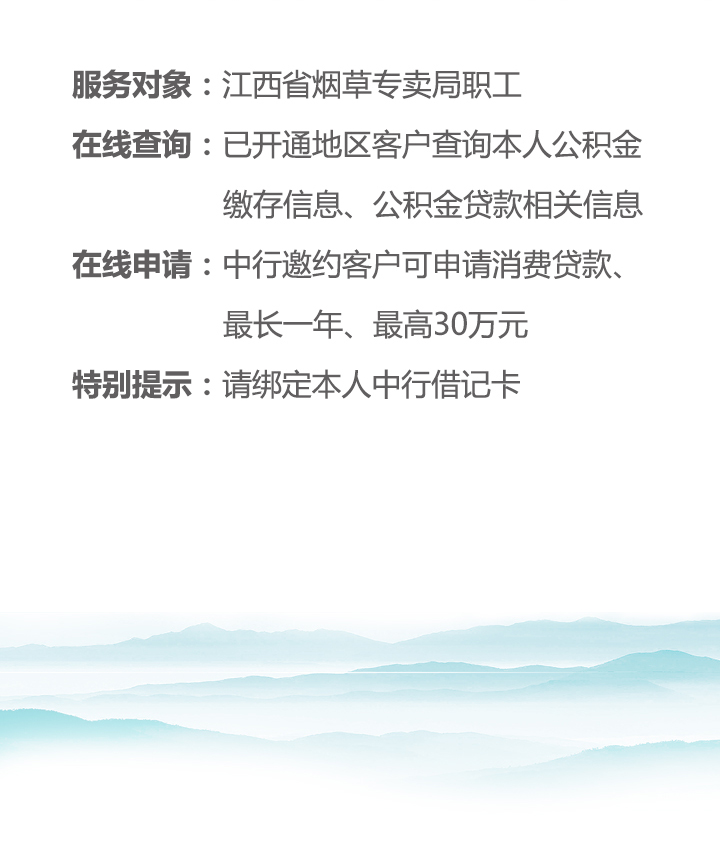 服务对象：江西省烟草专卖局职工
在线查询：已开通地区客户查询本人公积金
缴存信息、公积金贷款相关信息
在线申请：中行邀约客户可申请消费贷款、
最长一年、最高30万元
特别提示：请绑定本人中行借记卡